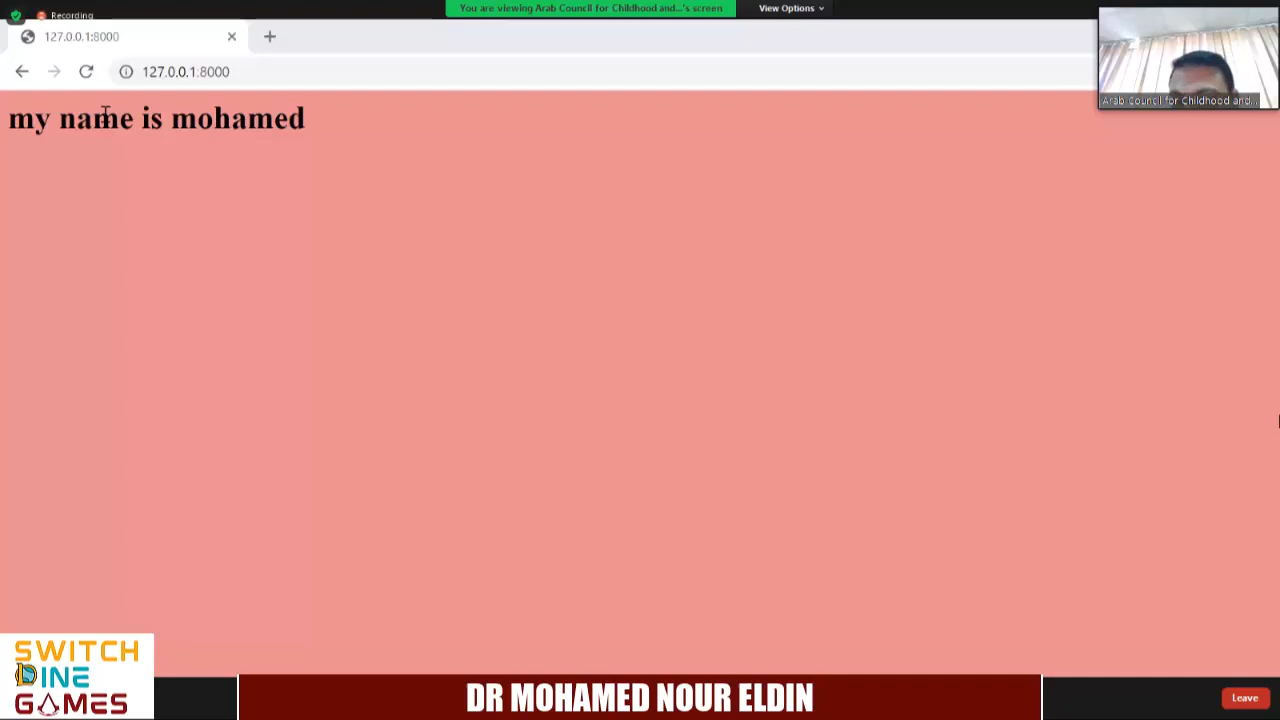 Recording
You are viewing Arab Council for Childhood and...'s screen
View Options
127.0.0.1:8000
127.0.0.1:8000
Arab Council for Childhood and...
my name is mohamed
SWITCH
DINE
GAMES
DR MOHAMED NOUR ELDIN
Leave